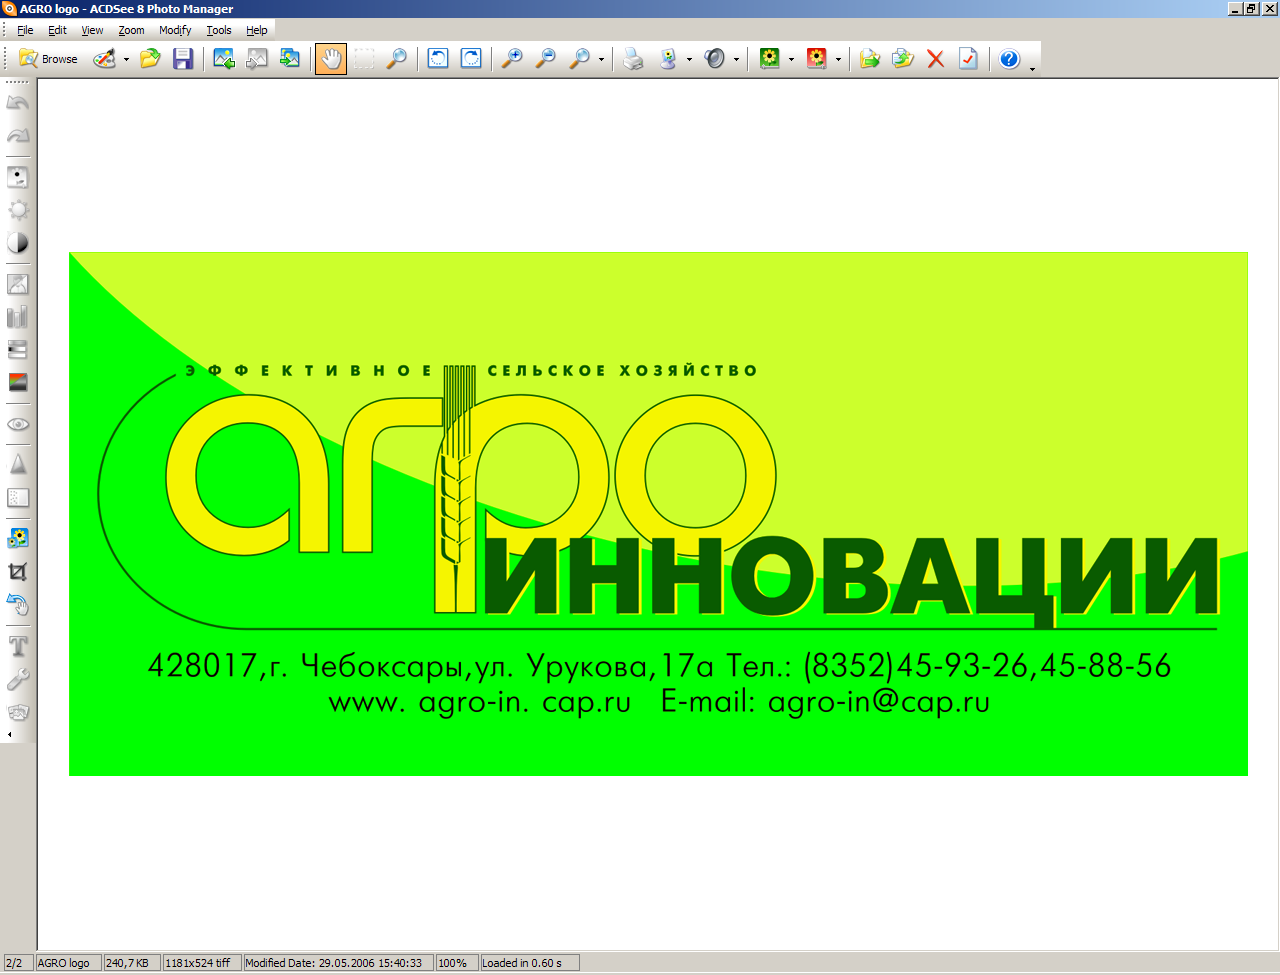 AGRO logo - ACDSee 8 Photo Manager
File Edit View Zoom Modify Tools Help
Browse
ЭФФЕКТИВНОЕ СЕЛЬСКОЕ ХОЗЯЙСТВО
агро
ИННОВАЦИИ
428017,г. Чебоксары,ул. Урукова,17а Тел.: (8352)45-93-26,45-88-56
www. agro-in. cap.ru E-mail: agro-in@cap.ru
2/2 AGRO logo 240,7 KB 1181x524 tiff Modified Date: 29.05.2006 15:40:33 100% Loaded in 0.60 s